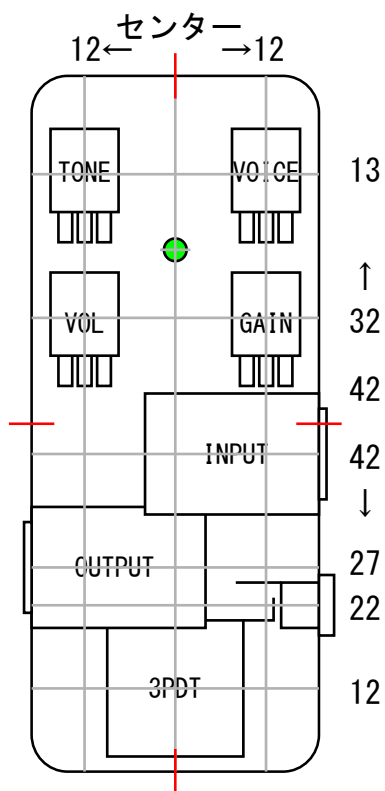 センター
12← →12
TONE VOICE 13
↑
VOL GAIN 32
42
INPUT 42
↓
OUTPUT 27
22
3PDT 12